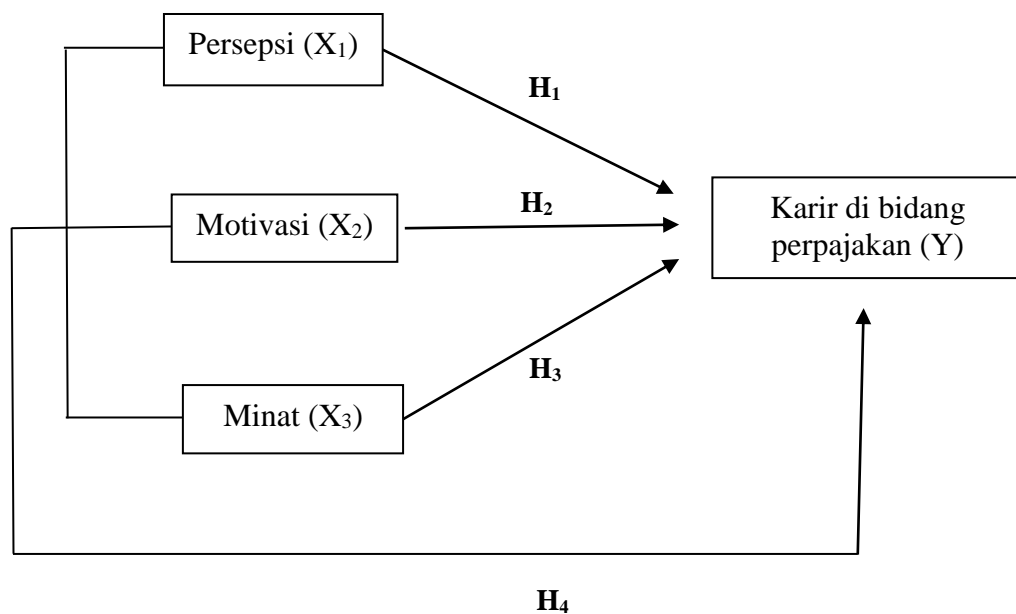 Persepsi (X₁)
H₁
Motivasi (X₂)
H₂
Karir di bidang
perpajakan (Y)
H₃
Minat (X₃)
H₄